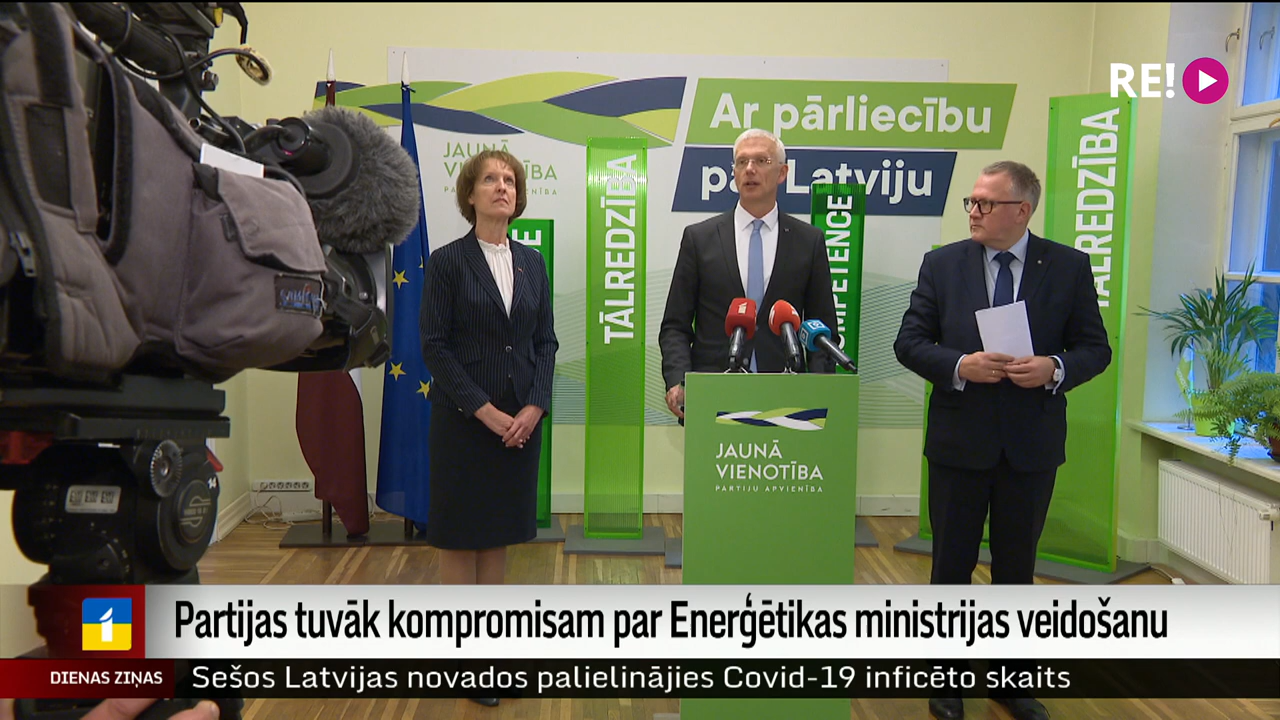 RE!
Ar pārliecību
par Latviju
JAUNĀ
VIENOTĪBA
PARTIJU APVIENĪBA
TĀLREDZĪBA
TĀLREDZĪBA
JAUNĀ
VIENOTĪBA
PARTIJU APVIENĪBA
1
Partijas tuvāk kompromisam par Enerģētikas ministrijas veidošanu
DIENAS ZIŅAS
Sešos Latvijas novados palielinājies Covid-19 inficēto skaits